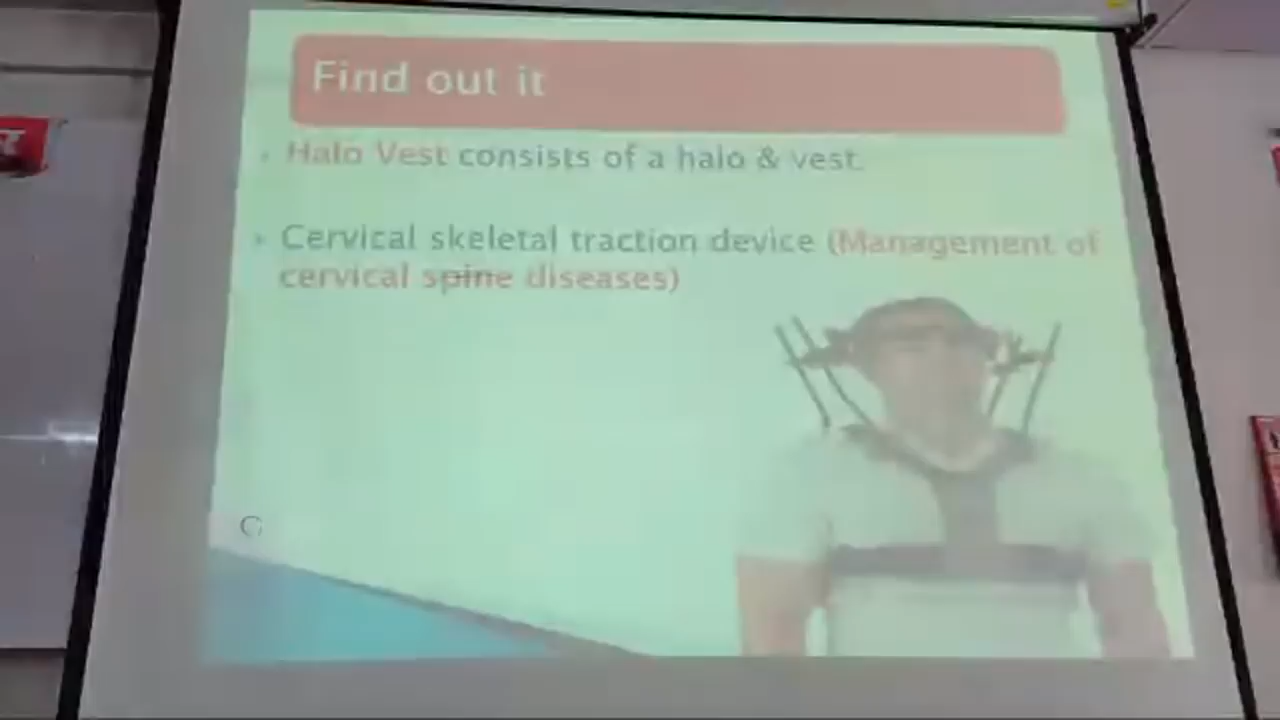 Find out it
Halo Vest consists of a halo & vest.
Cervical skeletal traction device (Management of
cervical spine diseases)